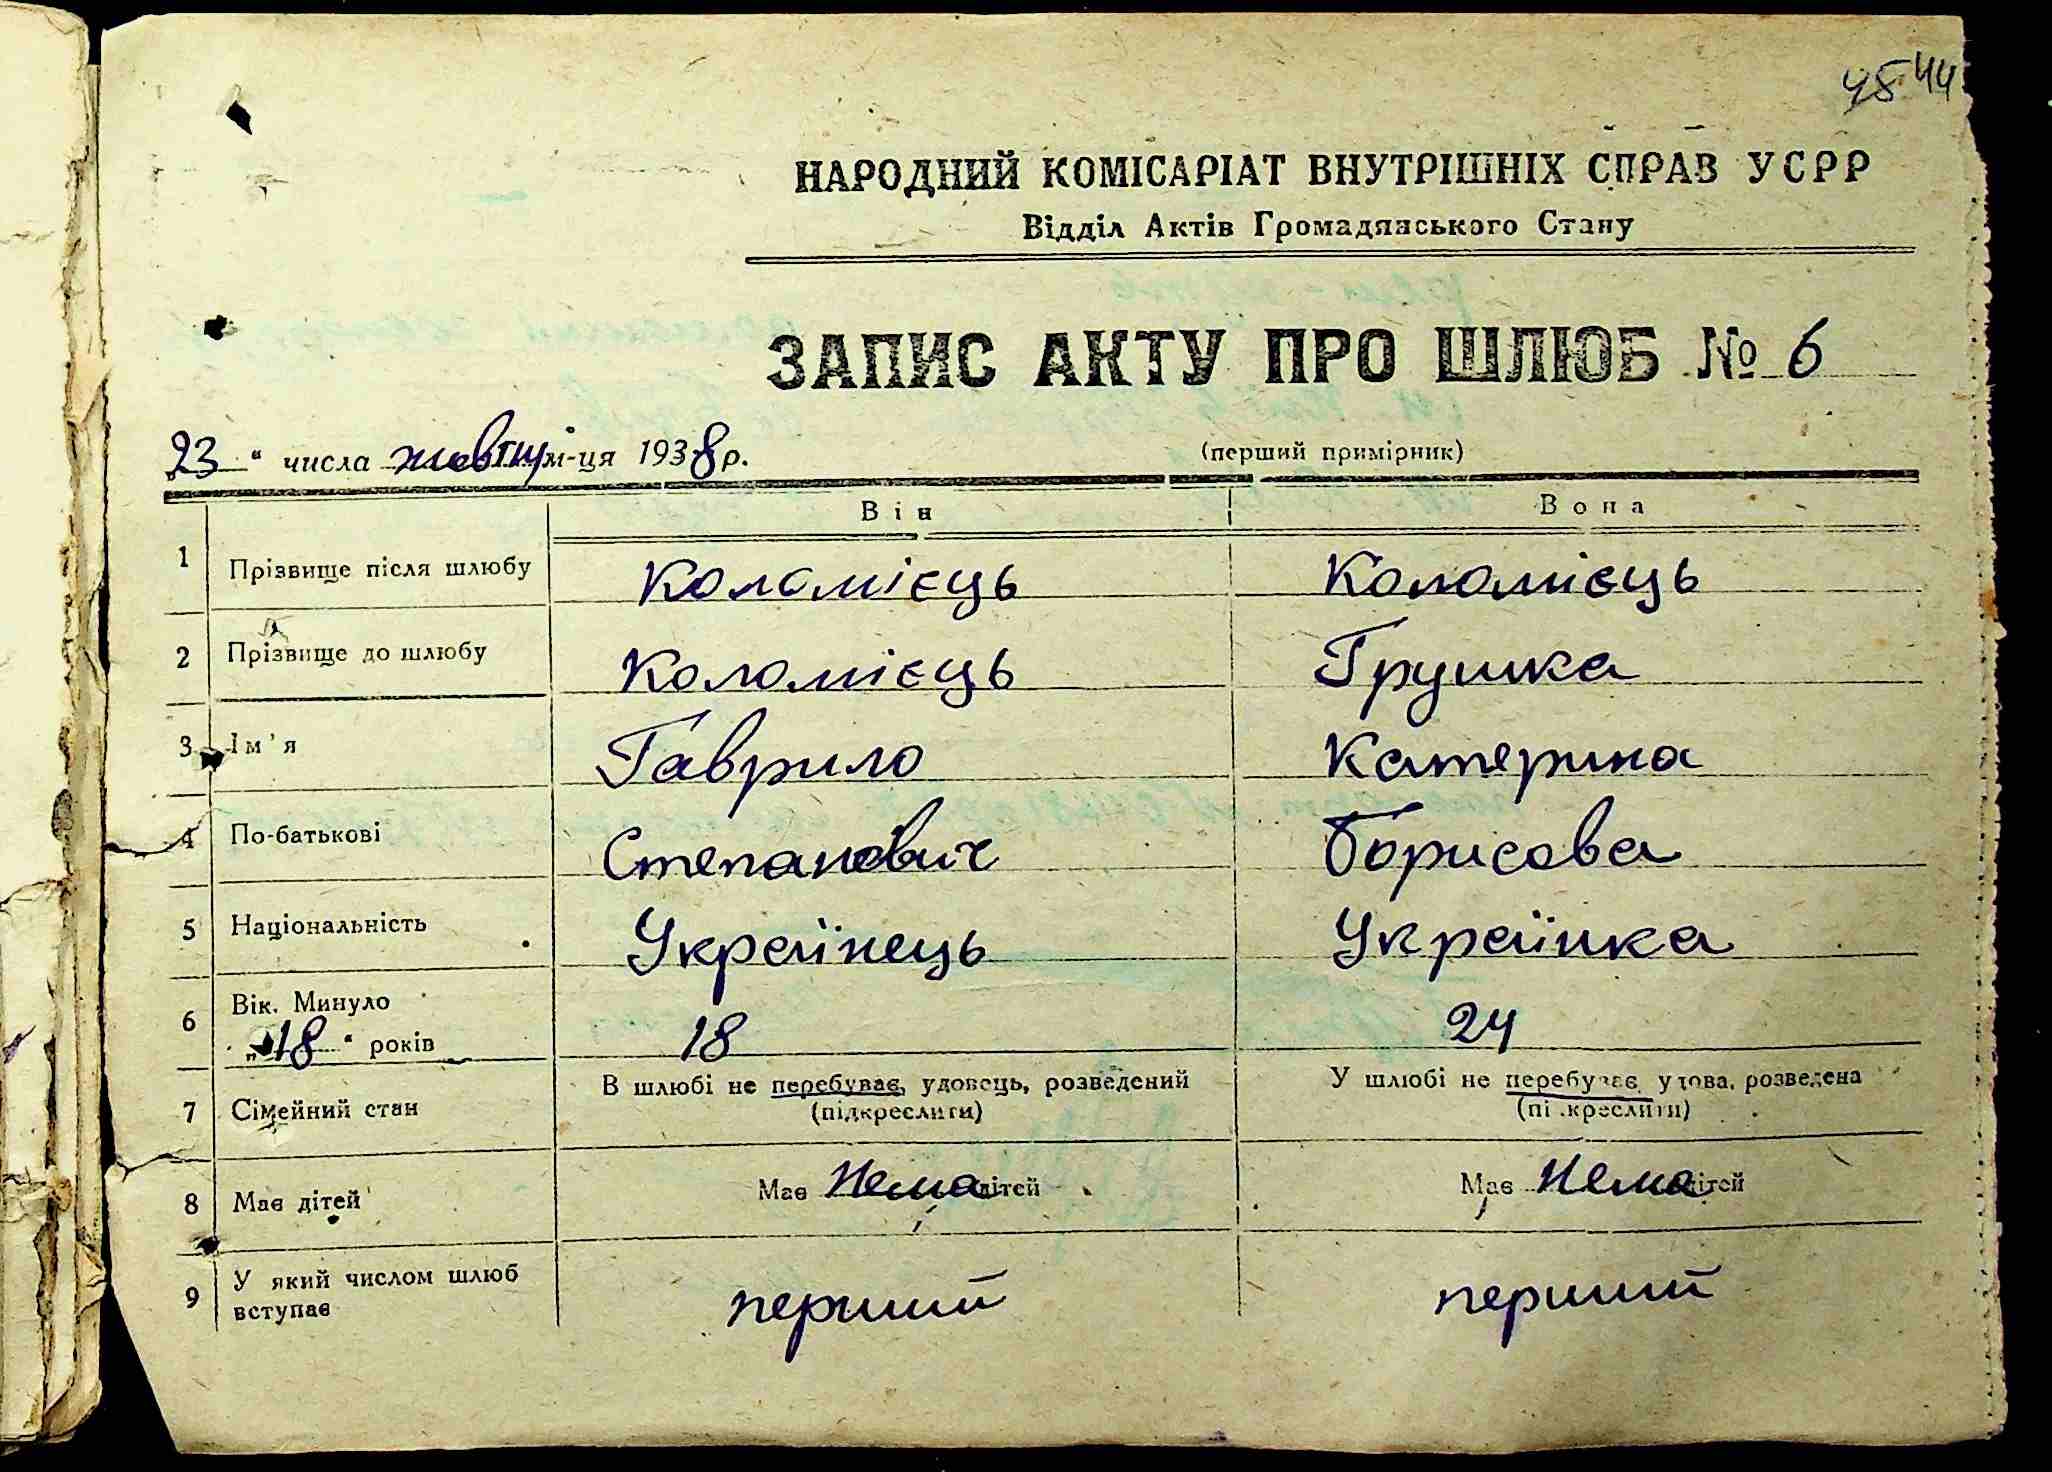 45 44
НАРОДНИЙ КОМІСАРІАТ ВНУТРІШНІХ СПРАВ УСРР
Відділ Актів Громадянського Стану
ЗАПИС АКТУ ПРО ШЛЮБ № 6
„23“ числа жовтня м-ця 1938 р. (перший примірник)
Він Вона
1 Прізвище після шлюбу Коломієць Коломієць
2 Прізвище до шлюбу Коломієць Грушка
3 Ім'я Гаврило Катерина
4 По-батькові Степанович Борисова
5 Національність Українець Українка
6 Вік. Минуло
„18“ років 18 24
7 Сімейний стан В шлюбі не перебуває, удовець, розведений У шлюбі не перебуває, удова, розведена
(підкреслити) (підкреслити)
8 Має дітей Має Нема дітей Має Нема дітей
9 У який числом шлюб
вступає перший перший